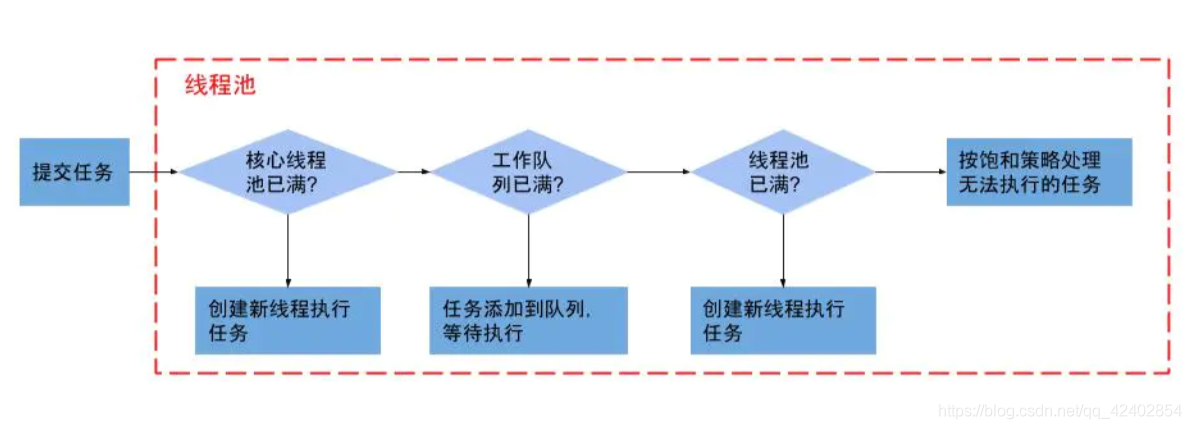 线程池
提交任务
核心线程
池已满?
工作队
列已满?
线程池
已满?
按饱和策略处理
无法执行的任务
创建新线程执行
任务
任务添加到队列,
等待执行
创建新线程执行
任务
https://blog.csdn.net/qq_42402854